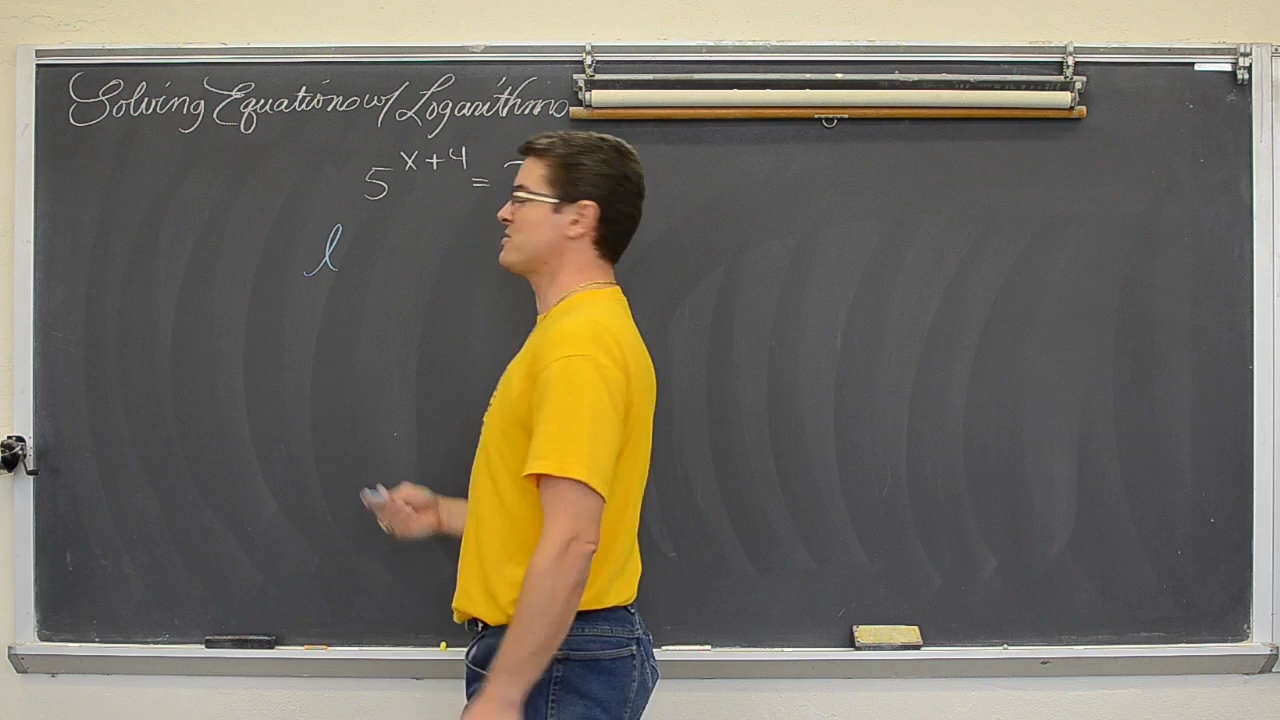 Solving Equations w/ Logarithms
5^{x+4} =
l